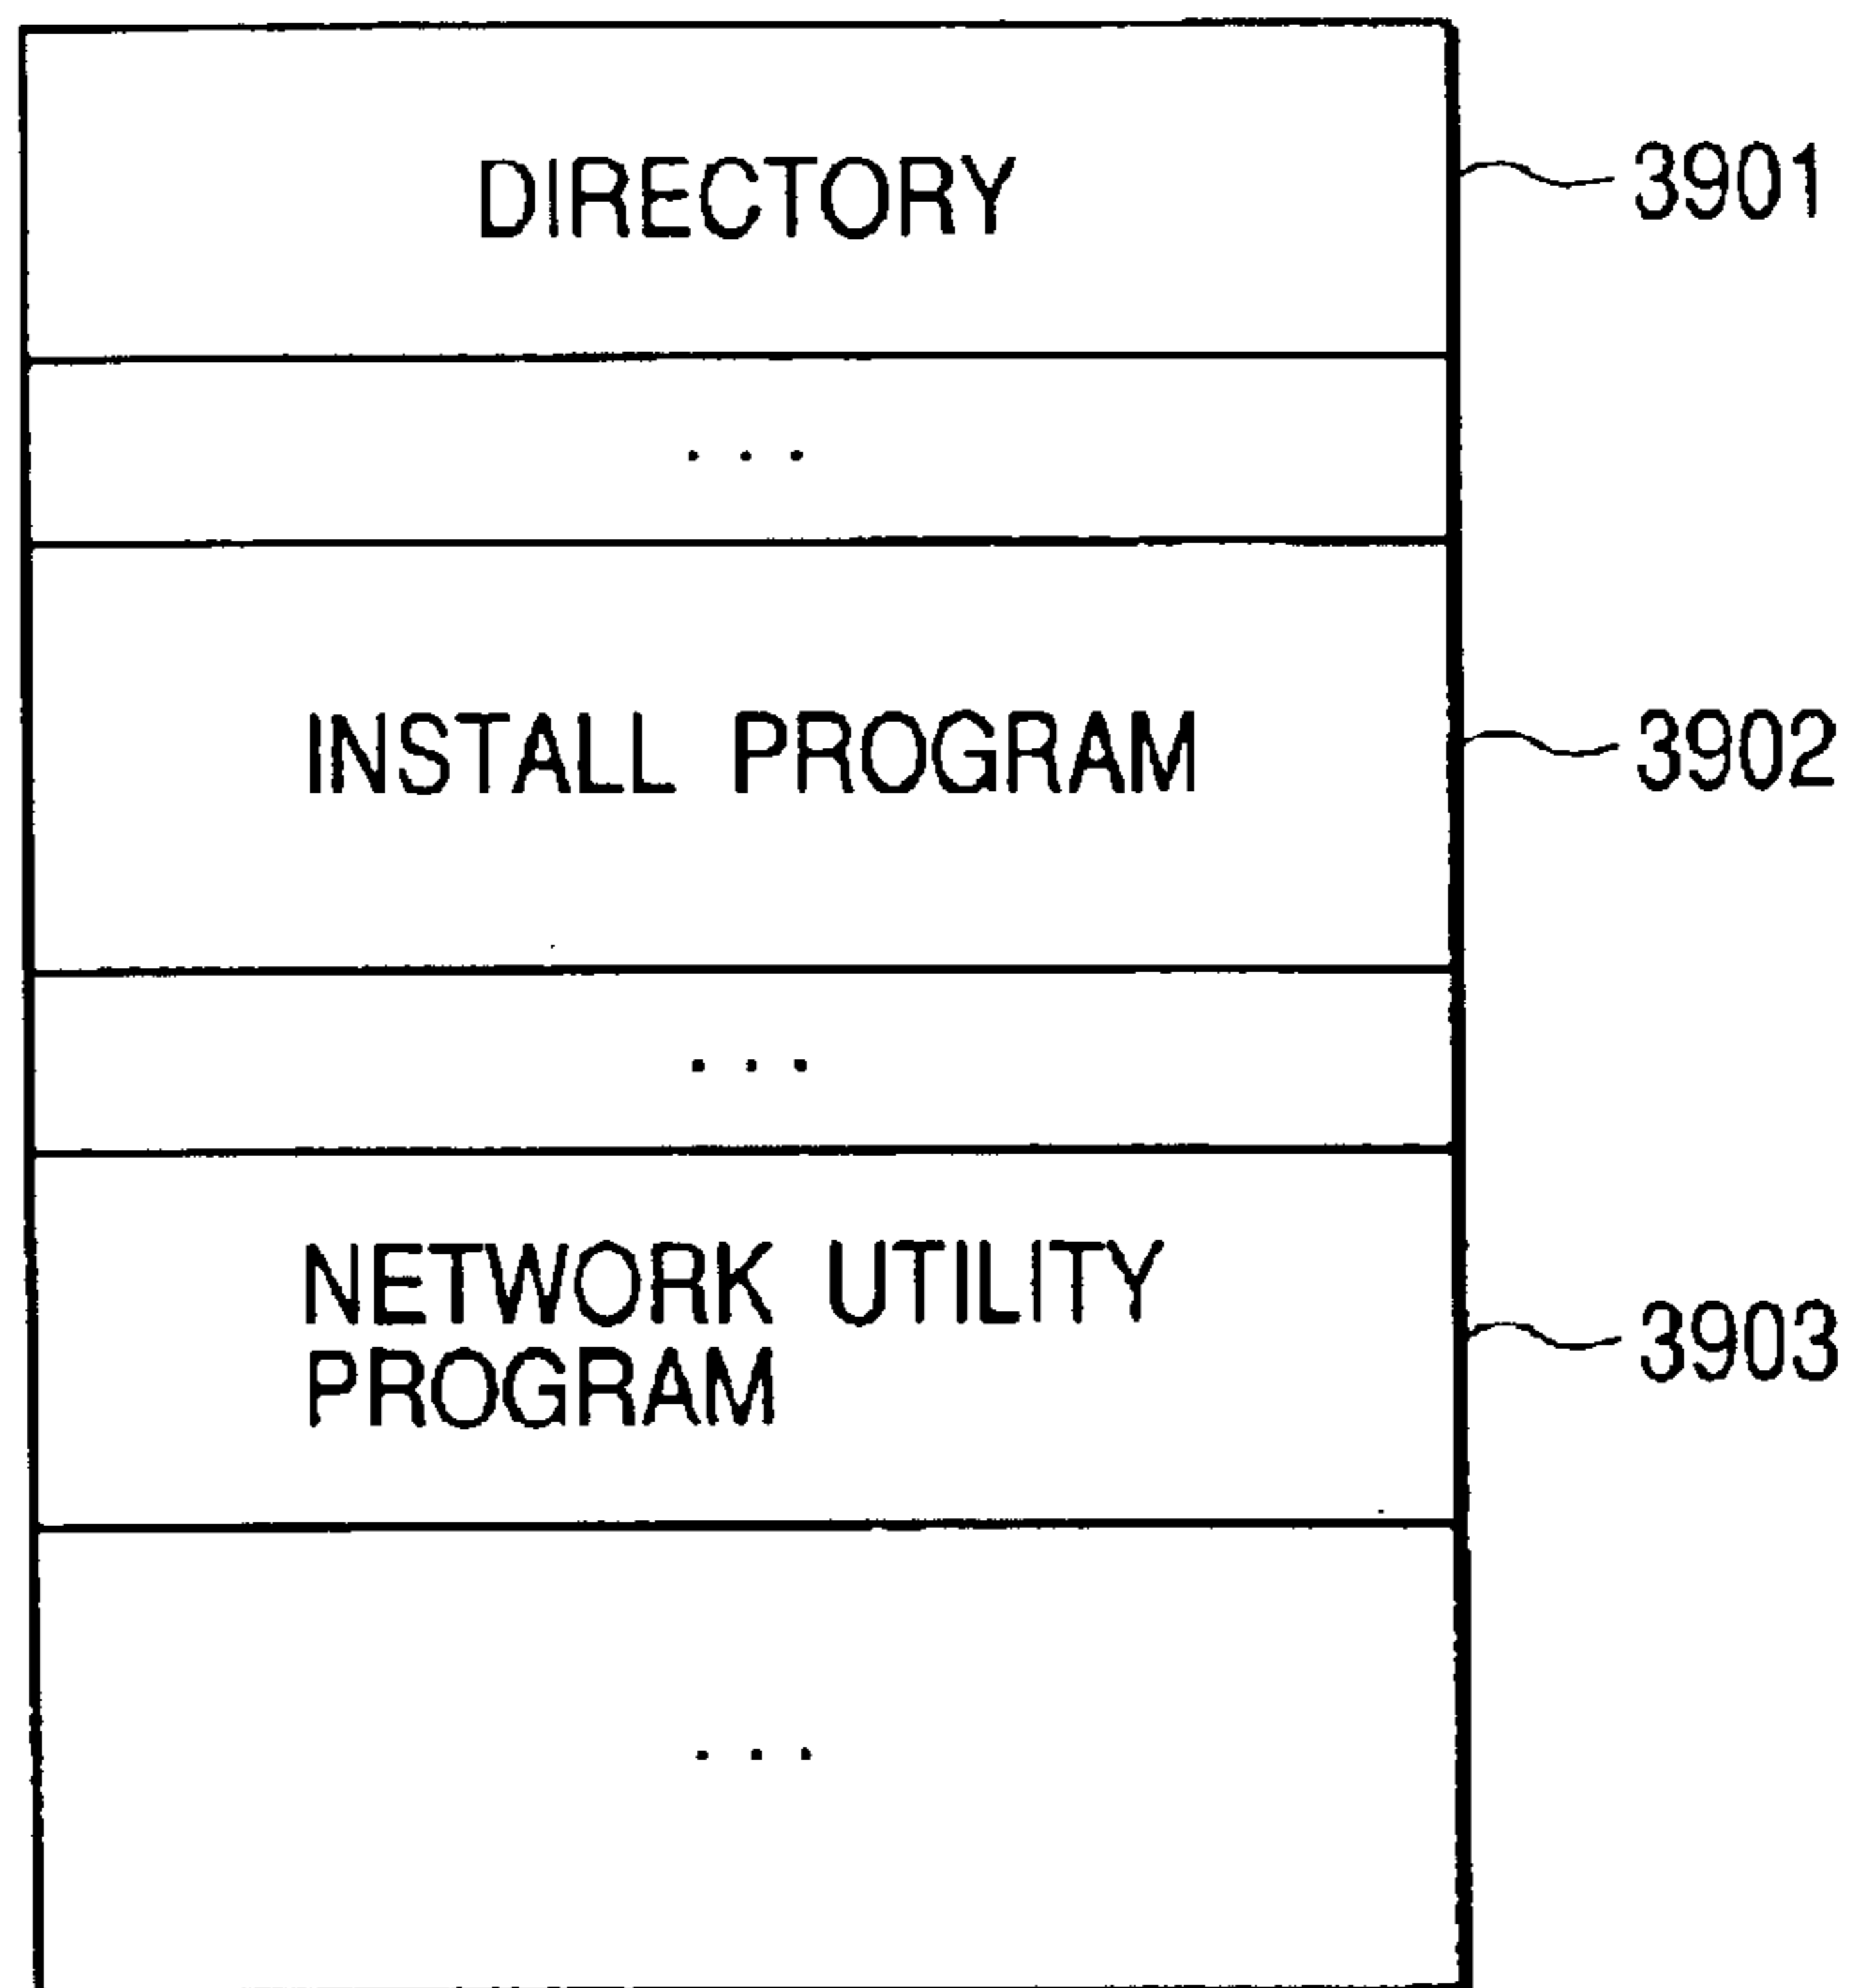 DIRECTORY
3901
. . .
INSTALL PROGRAM
3902
. . .
NETWORK UTILITY
PROGRAM
3903
. . .